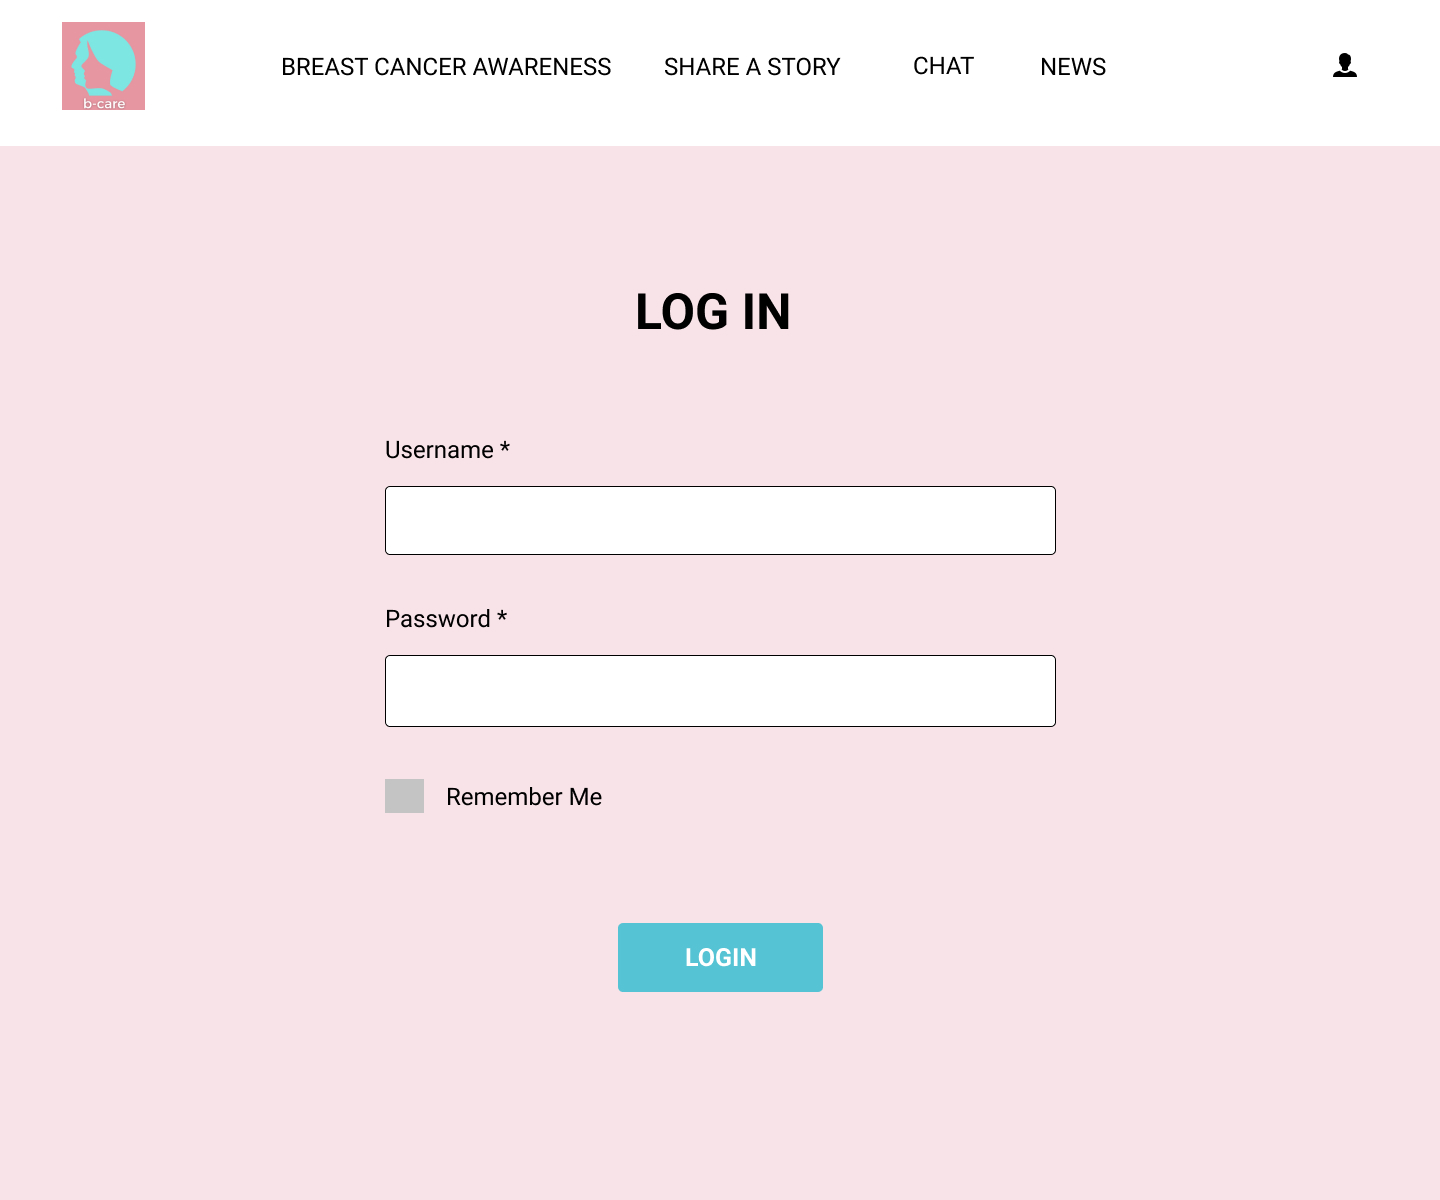 b-care
BREAST CANCER AWARENESS
SHARE A STORY
CHAT
NEWS
LOG IN
Username *
Password *
Remember Me
LOGIN